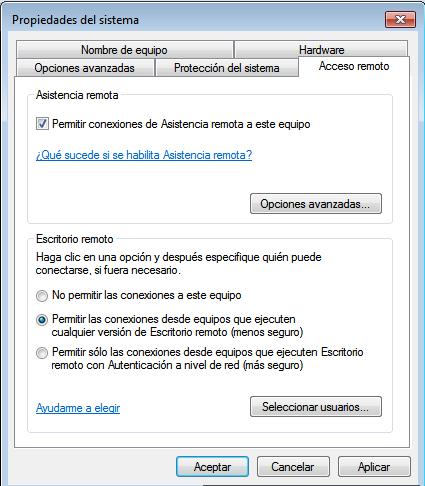 Propiedades del sistema
Nombre de equipo
Hardware
Opciones avanzadas
Protección del sistema
Acceso remoto
Asistencia remota
Permitir conexiones de Asistencia remota a este equipo
¿Qué sucede si se habilita Asistencia remota?
Opciones avanzadas...
Escritorio remoto
Haga clic en una opción y después especifique quién puede
conectarse, si fuera necesario.
No permitir las conexiones a este equipo
Permitir las conexiones desde equipos que ejecuten
cualquier versión de Escritorio remoto (menos seguro)
Permitir sólo las conexiones desde equipos que ejecuten Escritorio
remoto con Autenticación a nivel de red (más seguro)
Ayudarme a elegir
Seleccionar usuarios...
Aceptar
Cancelar
Aplicar